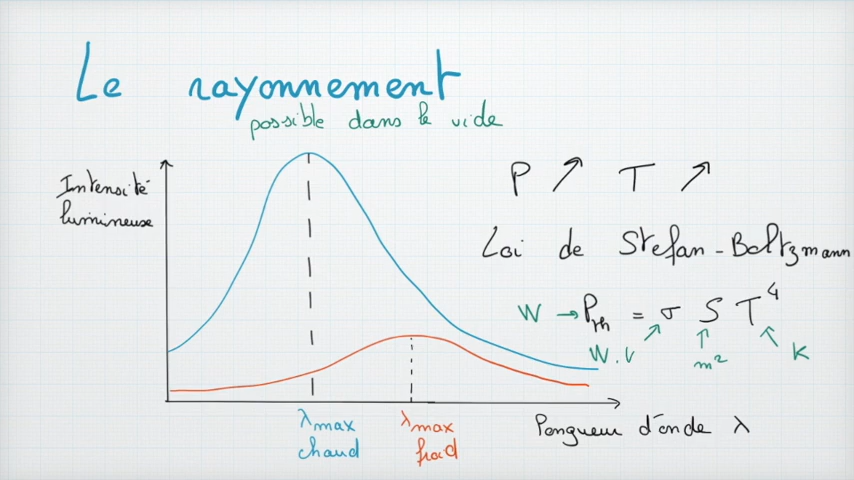 Le rayonnement
possible dans le vide
Intensité
lumineuse
P ↗ T ↗
Loi de Stefan-Boltzmann
W → Pth = σ S T⁴
W. m² K
λmax
chaud
λmax
froid
Longueur d'onde λ